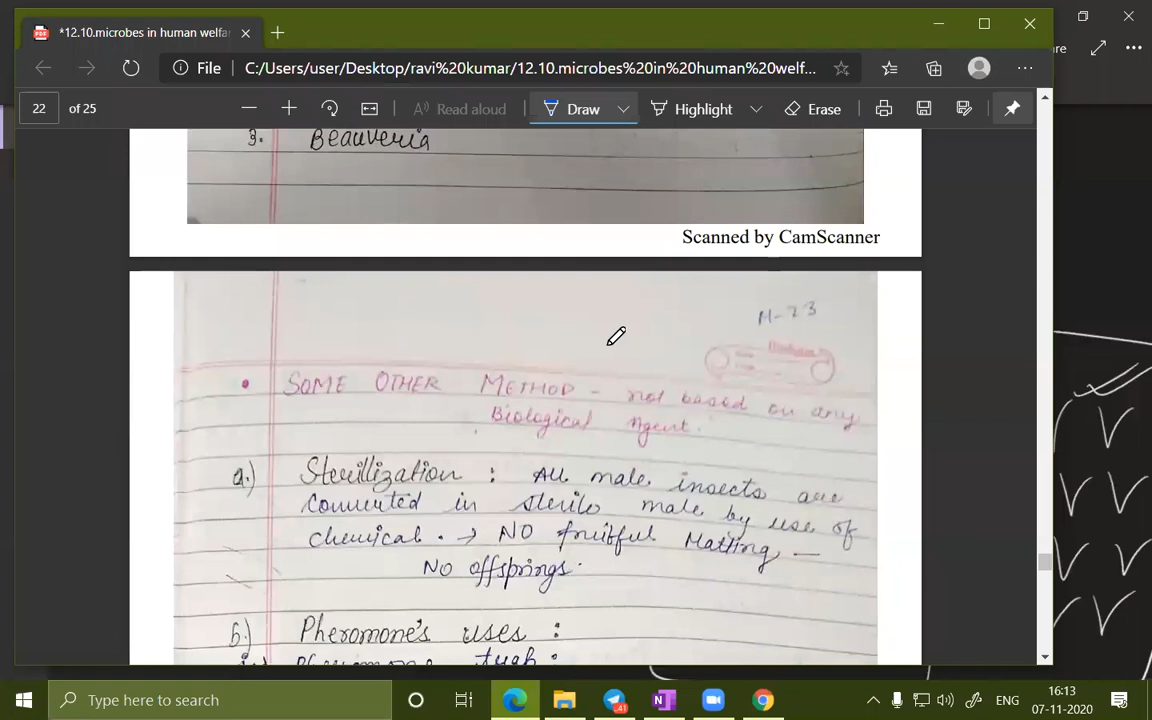 *12.10.microbes in human welfa
re
File
C:/Users/user/Desktop/ravi%20kumar/12.10.microbes%20in%20human%20welf...
22 of 25
Read aloud
Draw
Highlight
Erase
3. Beauveria
Scanned by CamScanner
M-23
• SOME OTHER METHOD - not based on any
Biological Agent.
a.) Sterillization : All male insects are
Converted in sterile male by use of
chemical. → NO fruitful Matting —
NO offsprings.
b.) Pheromone's uses :
Type here to search
41
ENG
16:13
07-11-2020